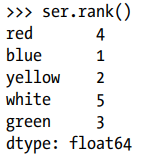 >>> ser.rank()
red 4
blue 1
yellow 2
white 5
green 3
dtype: float64